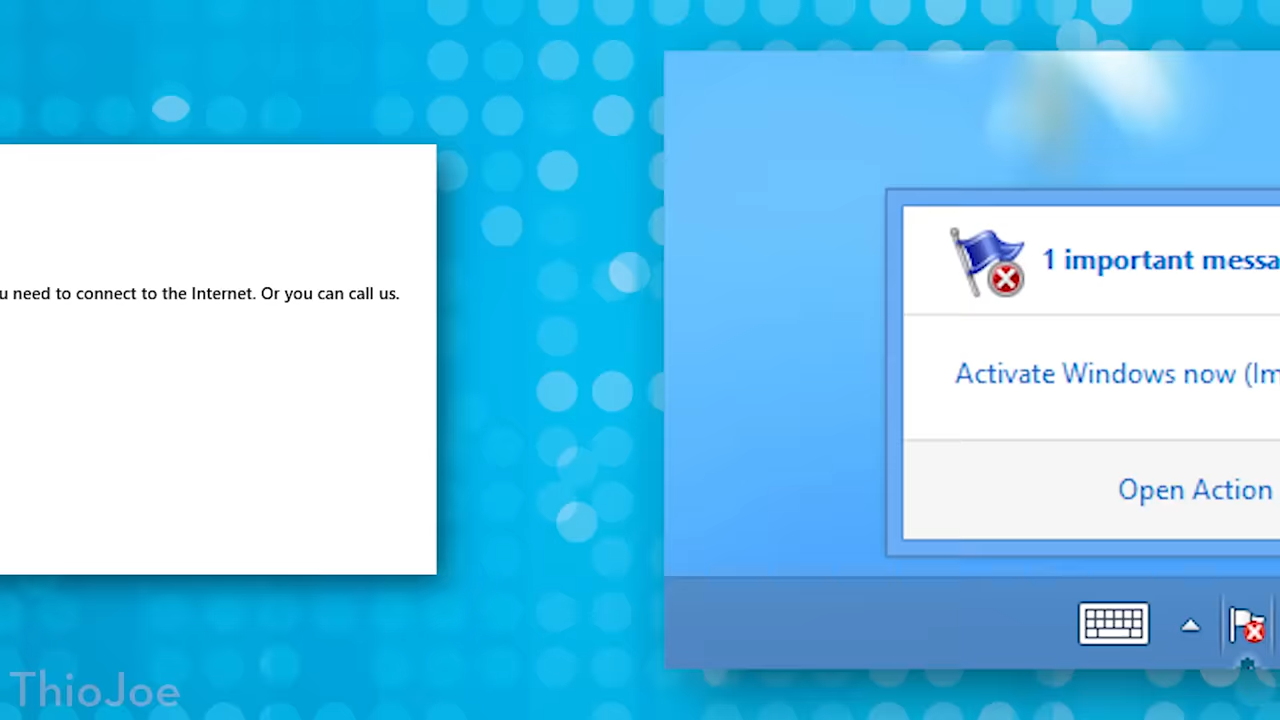 u need to connect to the Internet. Or you can call us.
1 important messa
Activate Windows now (Im
Open Action
ThioJoe